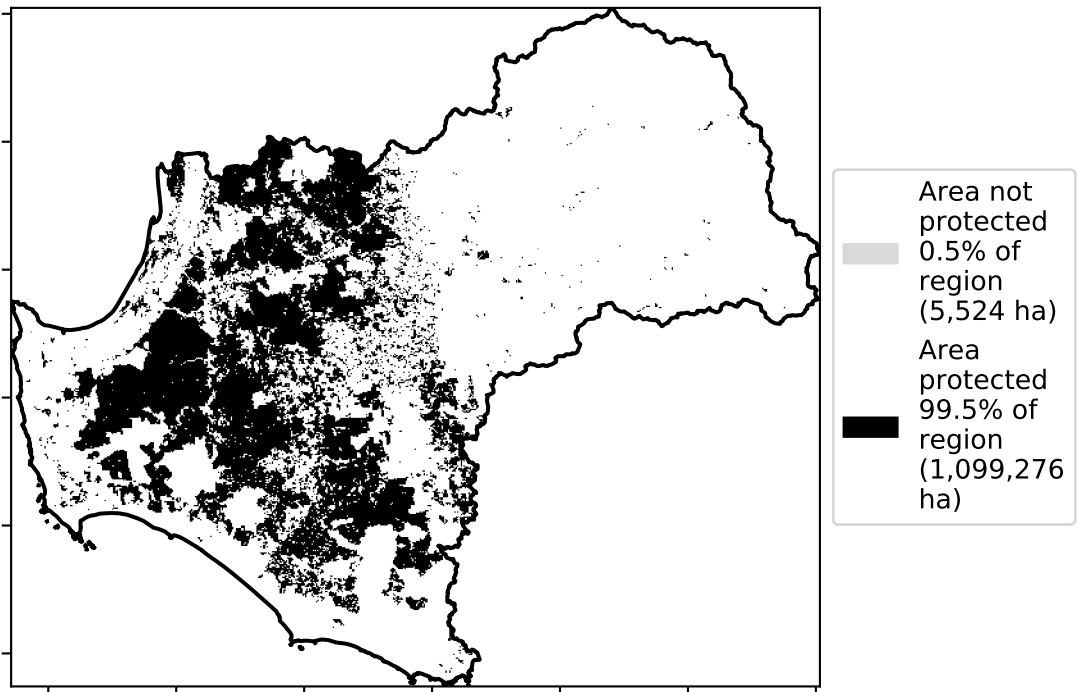 Area not
protected
0.5% of
region
(5,524 ha)
Area
protected
99.5% of
region
(1,099,276
ha)